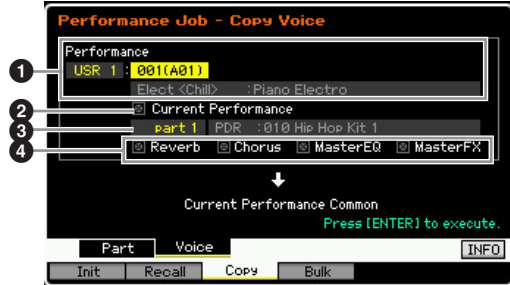 Performance Job - Copy Voice
Performance
USR 1 : 001(A01)
Elect <Chill> :Piano Electro
Current Performance
part 1 PDR :010 Hip Hop Kit 1
Reverb Chorus MasterEQ MasterFX
Current Performance Common
Press [ENTER] to execute.
Part Voice INFO
Init Recall Copy Bulk
1
2
3
4